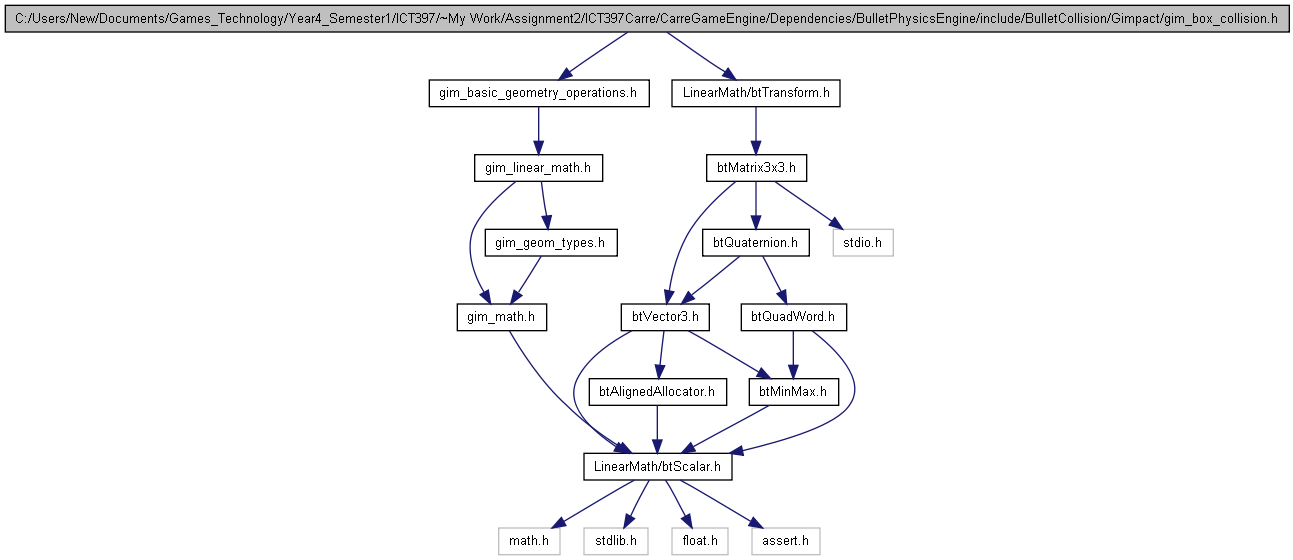 C:/Users/New/Documents/Games_Technology/Year4_Semester1/ICT397/~My Work/Assignment2/ICT397Carre/CarreGameEngine/Dependencies/BulletPhysicsEngine/include/BulletCollision/Gimpact/gim_box_collision.h
gim_basic_geometry_operations.h
LinearMath/btTransform.h
gim_linear_math.h
btMatrix3x3.h
gim_geom_types.h
btQuaternion.h
stdio.h
gim_math.h
btVector3.h
btQuadWord.h
btAlignedAllocator.h
btMinMax.h
LinearMath/btScalar.h
math.h
stdlib.h
float.h
assert.h